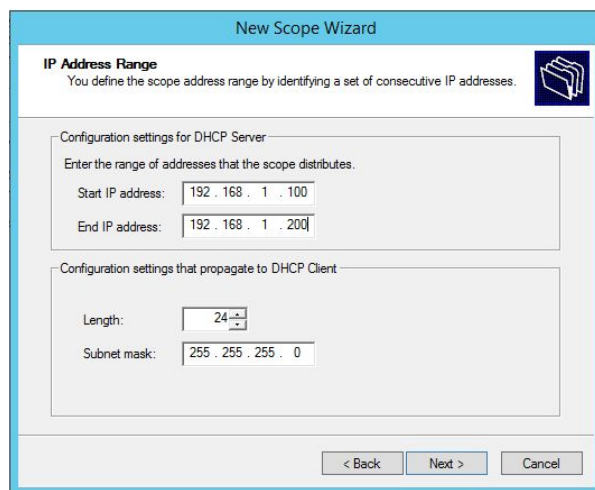 New Scope Wizard
IP Address Range
You define the scope address range by identifying a set of consecutive IP addresses.
Configuration settings for DHCP Server
Enter the range of addresses that the scope distributes.
Start IP address: 192 . 168 . 1 . 100
End IP address: 192 . 168 . 1 . 200
Configuration settings that propagate to DHCP Client
Length: 24
Subnet mask: 255 . 255 . 255 . 0
< Back Next > Cancel